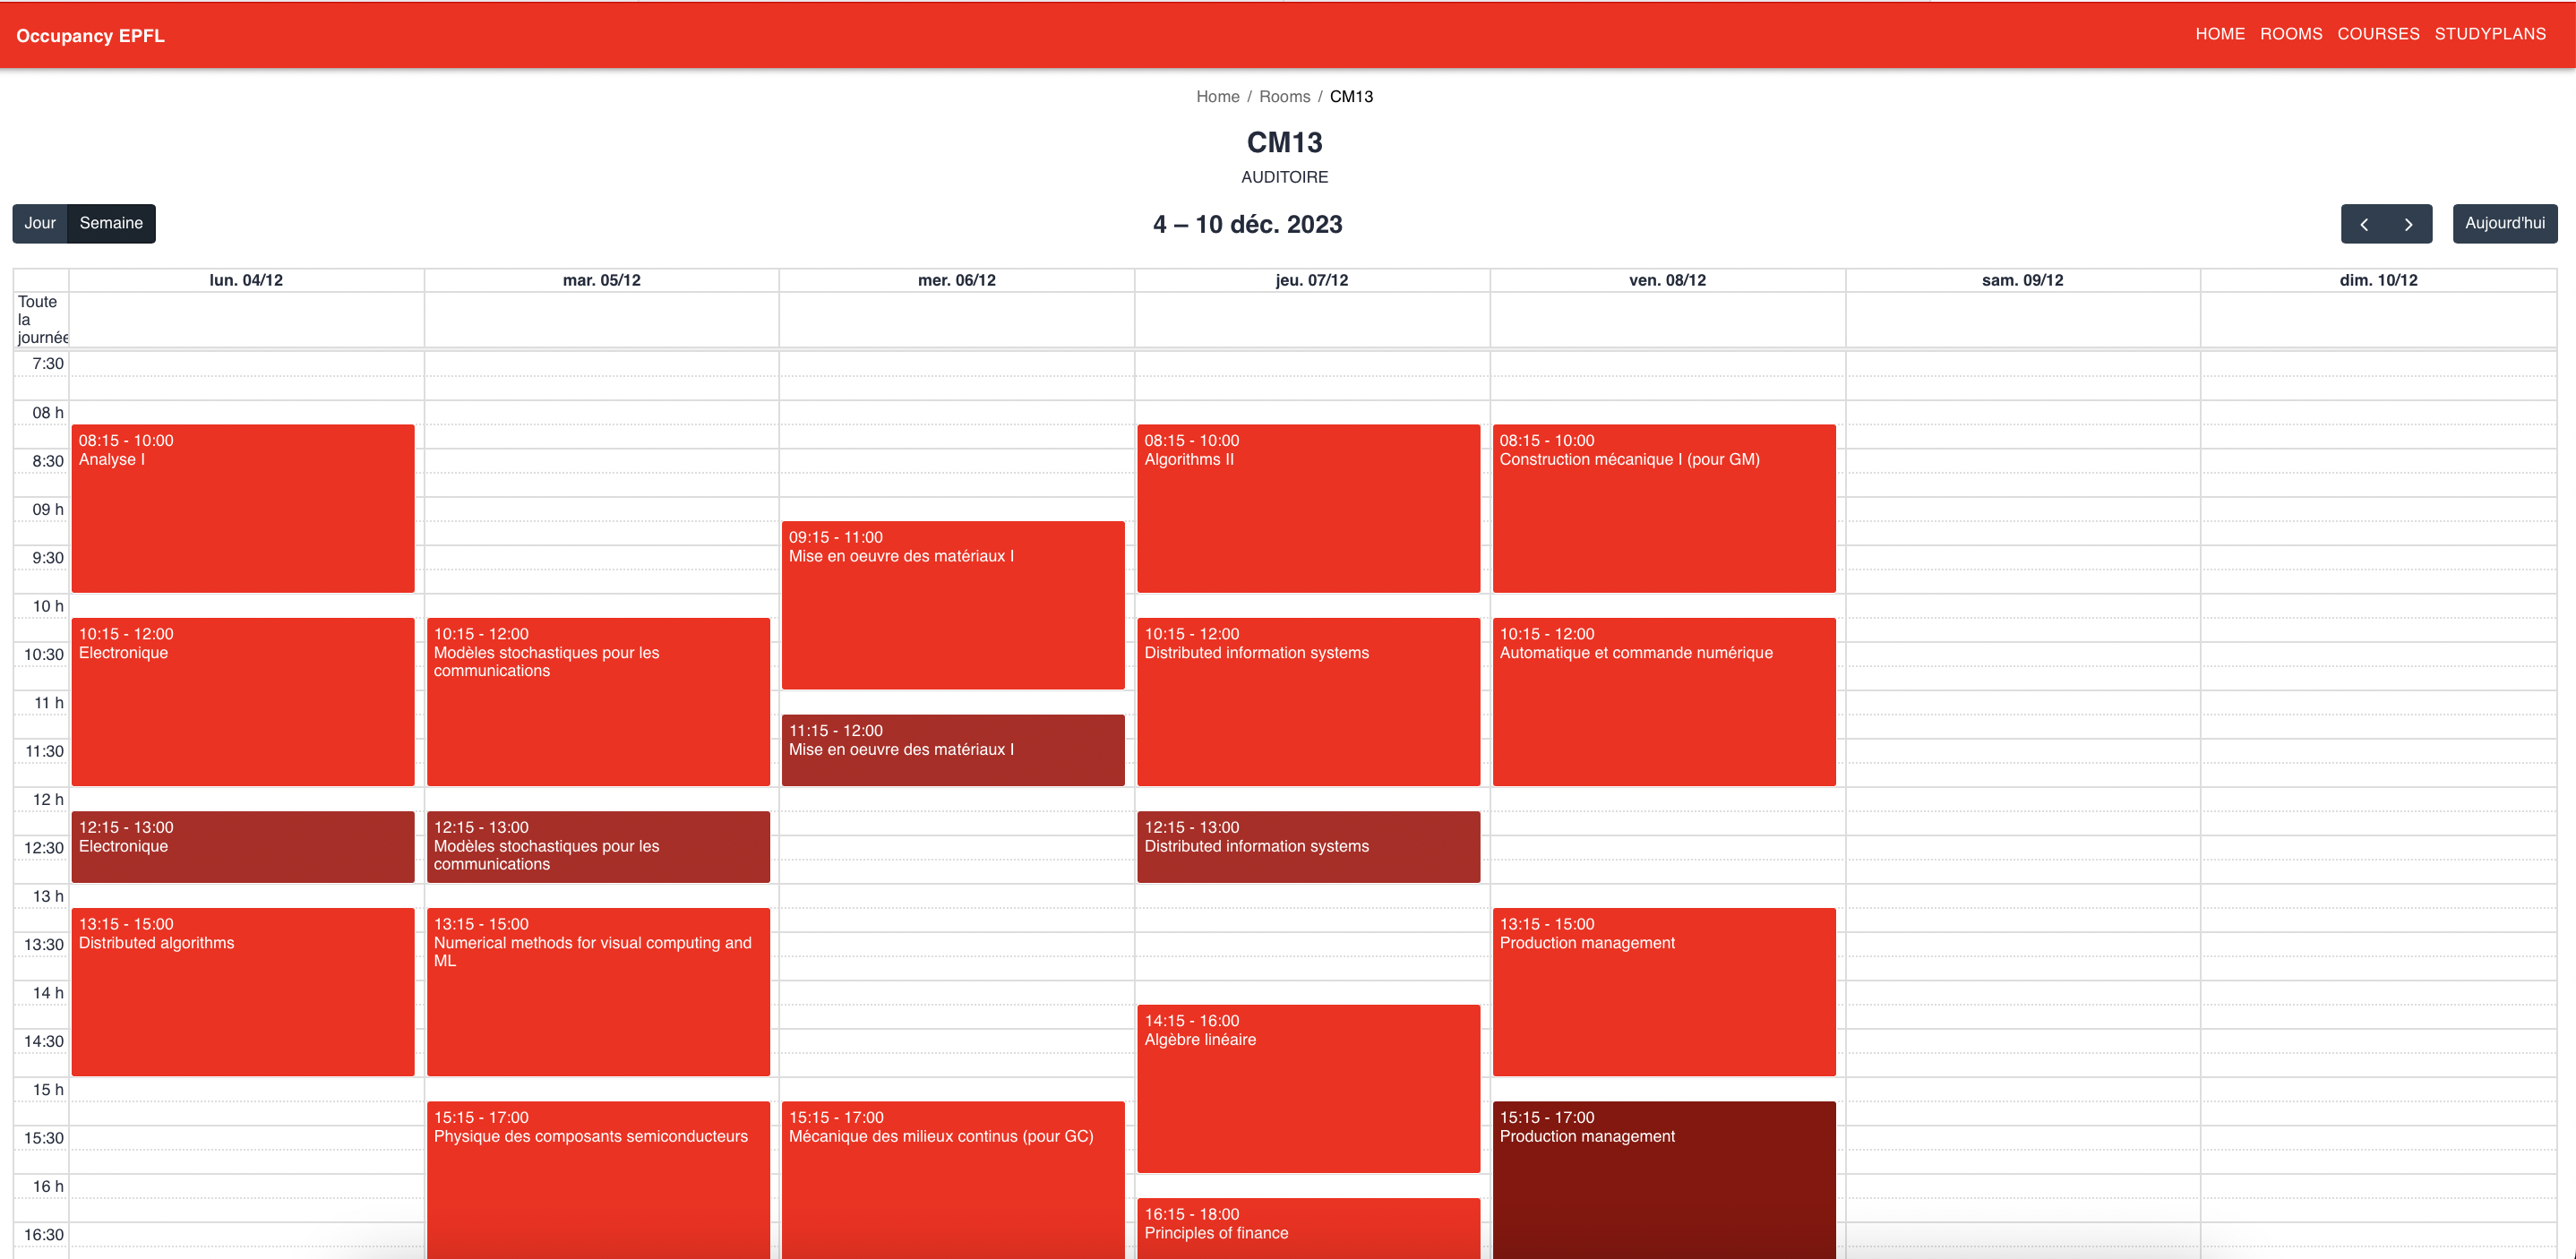 Occupancy EPFL
HOME ROOMS COURSES STUDYPLANS
Home / Rooms / CM13
CM13
AUDITOIRE
Jour Semaine
4 – 10 déc. 2023
Aujourd'hui
lun. 04/12
mar. 05/12
mer. 06/12
jeu. 07/12
ven. 08/12
sam. 09/12
dim. 10/12
Toute
la
journée
7:30
08 h
8:30
09 h
9:30
10 h
10:30
11 h
11:30
12 h
12:30
13 h
13:30
14 h
14:30
15 h
15:30
16 h
16:30
08:15 - 10:00
Analyse I
10:15 - 12:00
Electronique
12:15 - 13:00
Electronique
13:15 - 15:00
Distributed algorithms
10:15 - 12:00
Modèles stochastiques pour les
communications
12:15 - 13:00
Modèles stochastiques pour les
communications
13:15 - 15:00
Numerical methods for visual computing and
ML
15:15 - 17:00
Physique des composants semiconducteurs
09:15 - 11:00
Mise en oeuvre des matériaux I
11:15 - 12:00
Mise en oeuvre des matériaux I
15:15 - 17:00
Mécanique des milieux continus (pour GC)
08:15 - 10:00
Algorithms II
10:15 - 12:00
Distributed information systems
12:15 - 13:00
Distributed information systems
14:15 - 16:00
Algèbre linéaire
16:15 - 18:00
Principles of finance
08:15 - 10:00
Construction mécanique I (pour GM)
10:15 - 12:00
Automatique et commande numérique
13:15 - 15:00
Production management
15:15 - 17:00
Production management